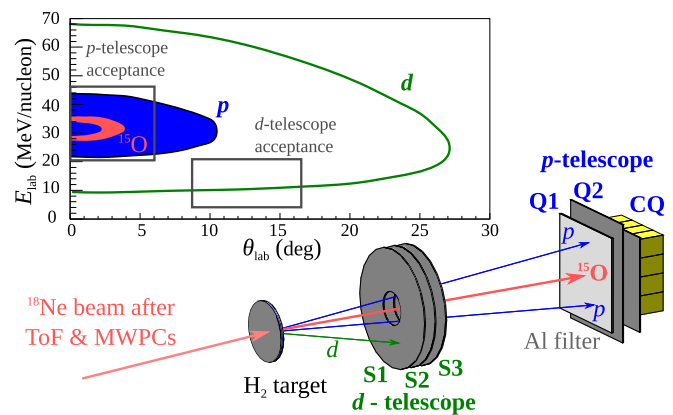 70
60
50
40
30
20
10
0
E_lab (MeV/nucleon)
0 5 10 15 20 25 30
θ_lab (deg)
p-telescope
acceptance
d
p
¹⁵O
d-telescope
acceptance
p-telescope
Q1 Q2 CQ
p
¹⁵O
p
Al filter
¹⁸Ne beam after
ToF & MWPCs
d
H₂ target
S1 S2 S3
d - telescope